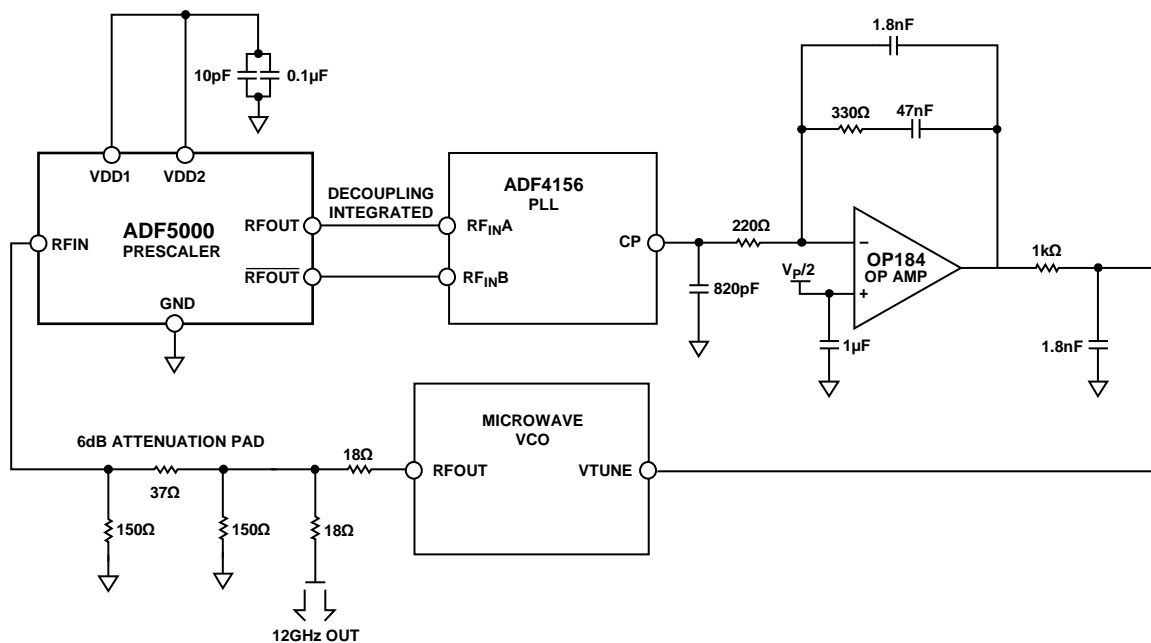 1.8nF
10pF
0.1µF
330Ω
47nF
VDD1
VDD2
ADF5000
PRESCALER
RFIN
RFOUT
RFOUT
GND
DECOUPLING
INTEGRATED
ADF4156
PLL
RFINA
RFINB
CP
220Ω
820pF
VP/2
1µF
−
+
OP184
OP AMP
1kΩ
1.8nF
MICROWAVE
VCO
RFOUT
VTUNE
6dB ATTENUATION PAD
18Ω
37Ω
150Ω
150Ω
18Ω
12GHz OUT